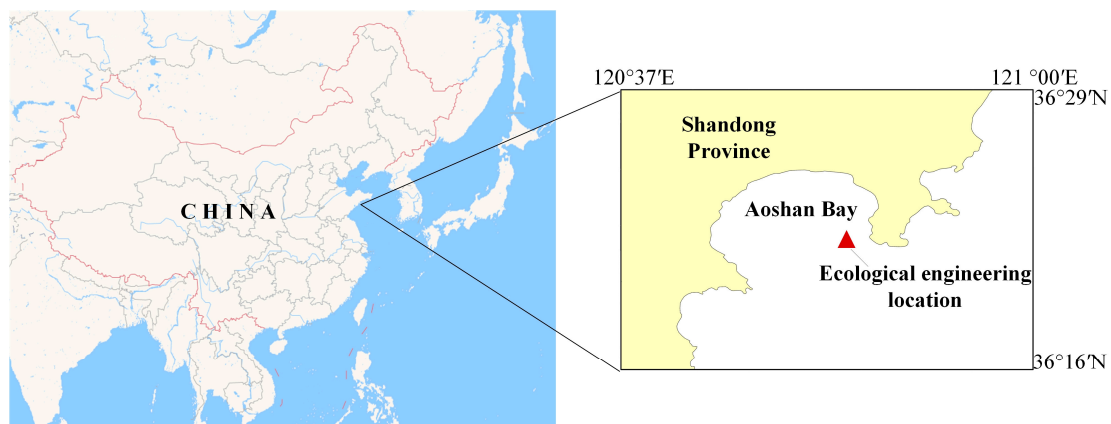 CHINA
120°37′E
121 °00′E
36°29′N
Shandong
Province
Aoshan Bay
Ecological engineering
location
36°16′N